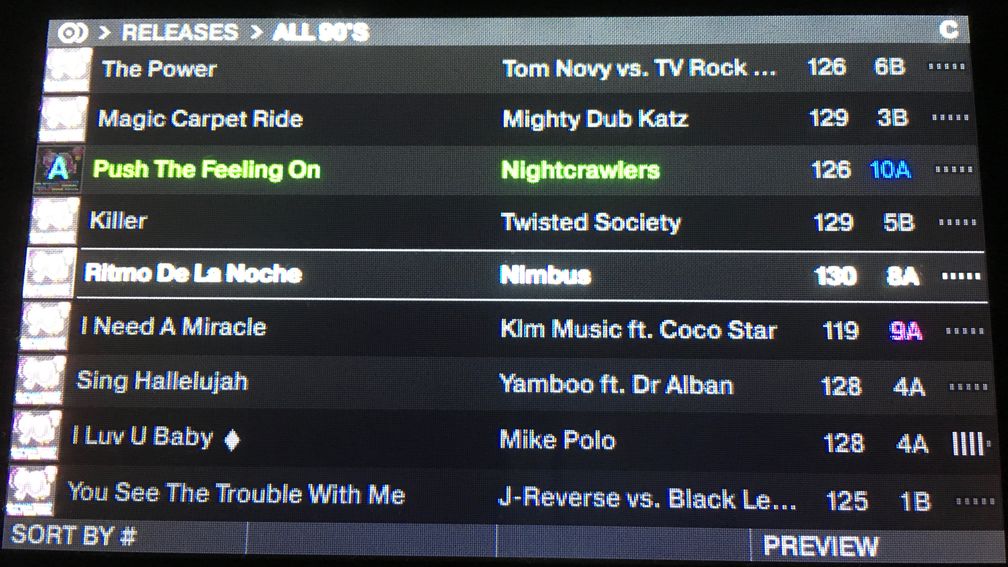 > RELEASES > ALL 90'S C
The Power Tom Novy vs. TV Rock ... 126 6B
Magic Carpet Ride Mighty Dub Katz 129 3B
A Push The Feeling On Nightcrawlers 126 10A
Killer Twisted Society 129 5B
Ritmo De La Noche Nimbus 130 8A
I Need A Miracle Klm Music ft. Coco Star 119 9A
Sing Hallelujah Yamboo ft. Dr Alban 128 4A
I Luv U Baby ♦ Mike Polo 128 4A
You See The Trouble With Me J-Reverse vs. Black Le... 125 1B
SORT BY # PREVIEW